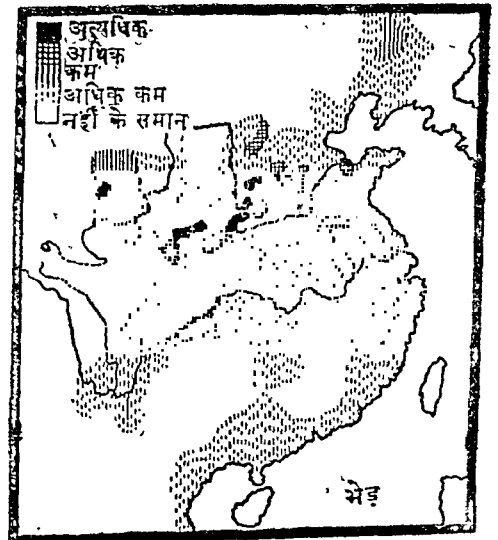 अत्यधिक
अधिक
कम
अधिक कम
नहीं के समान
भेड़